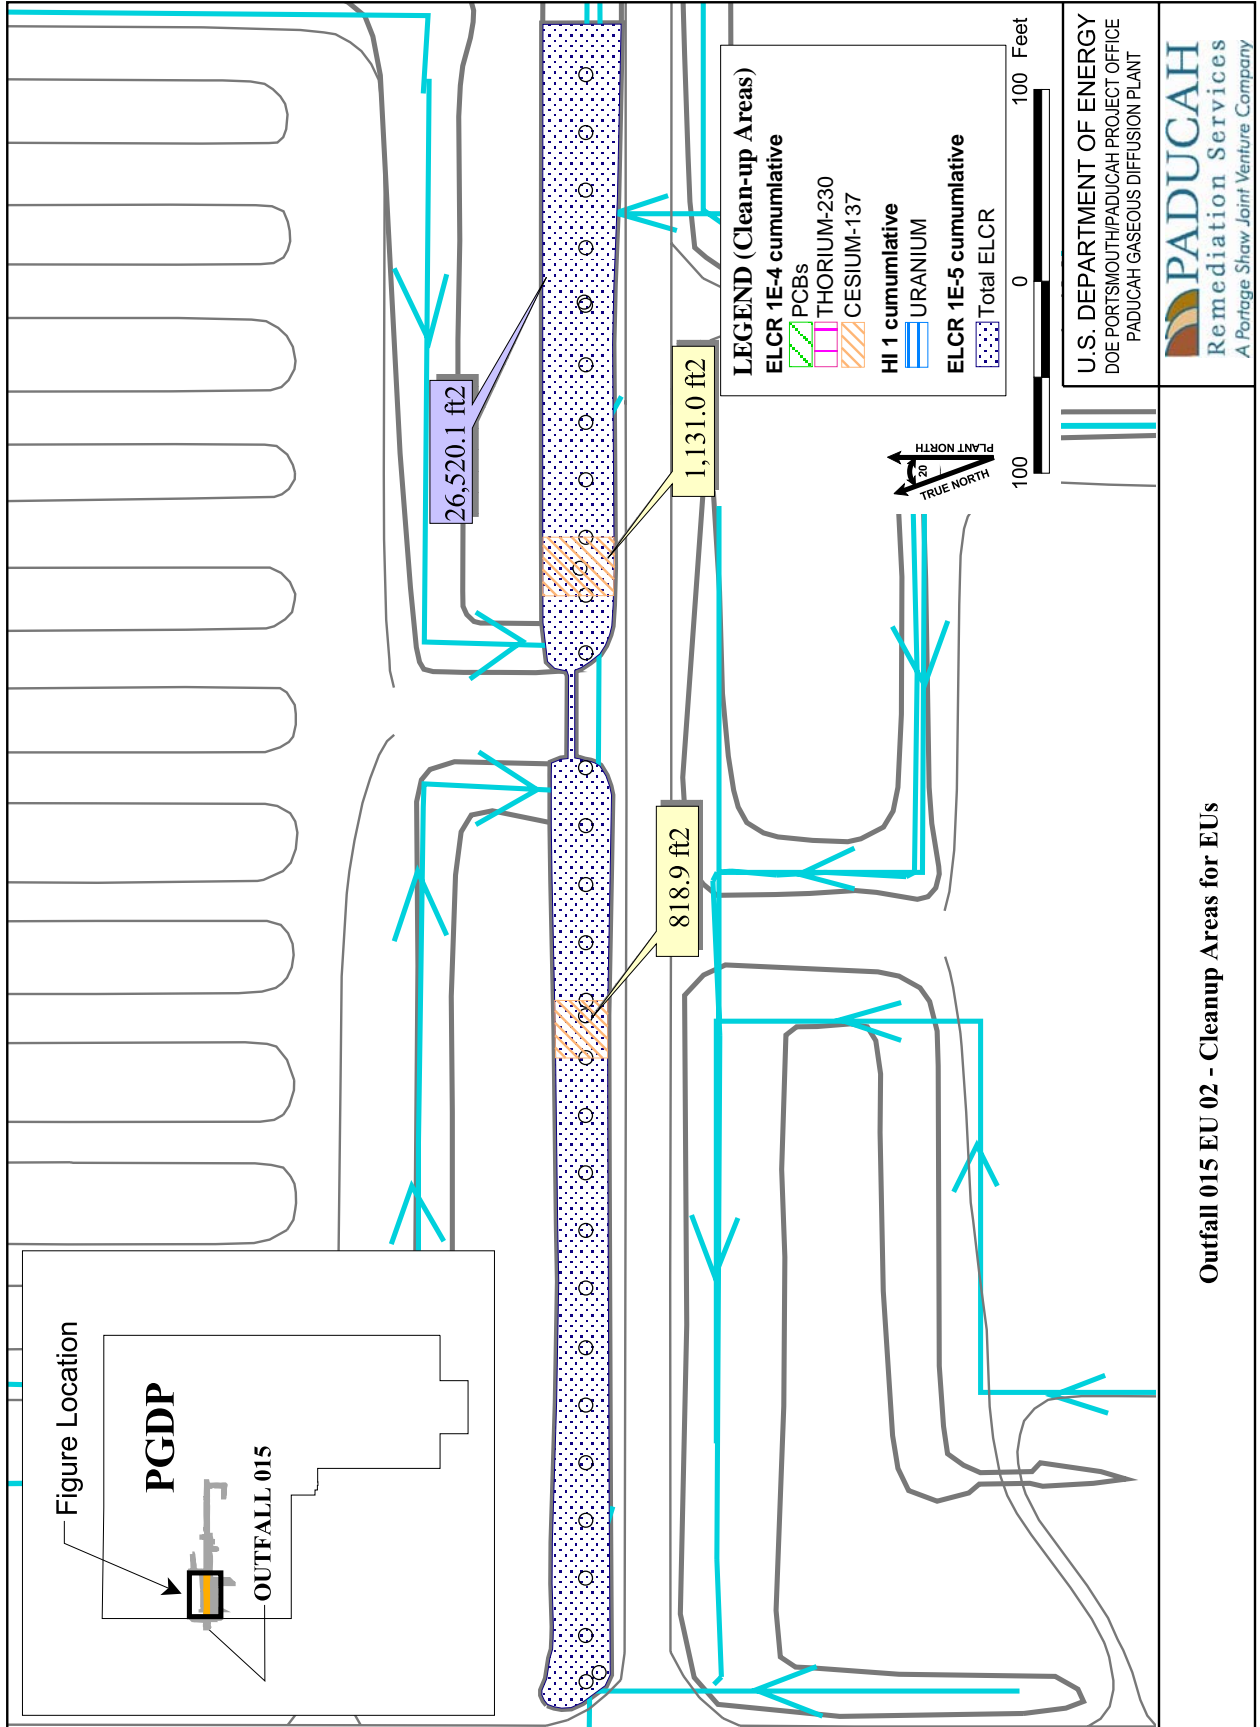 Figure Location
PGDP
OUTFALL 015
26,520.1 ft2
1,131.0 ft2
818.9 ft2
LEGEND (Clean-up Areas)
ELCR 1E-4 cumumlative
PCBs
THORIUM-230
CESIUM-137
HI 1 cumumlative
URANIUM
ELCR 1E-5 cumumlative
Total ELCR
PLANT NORTH
20
TRUE NORTH
100 0 100 Feet
U.S. DEPARTMENT OF ENERGY
DOE PORTSMOUTH/PADUCAH PROJECT OFFICE
PADUCAH GASEOUS DIFFUSION PLANT
PADUCAH
Remediation Services
A Portage Shaw Joint Venture Company
Outfall 015 EU 02 - Cleanup Areas for EUs